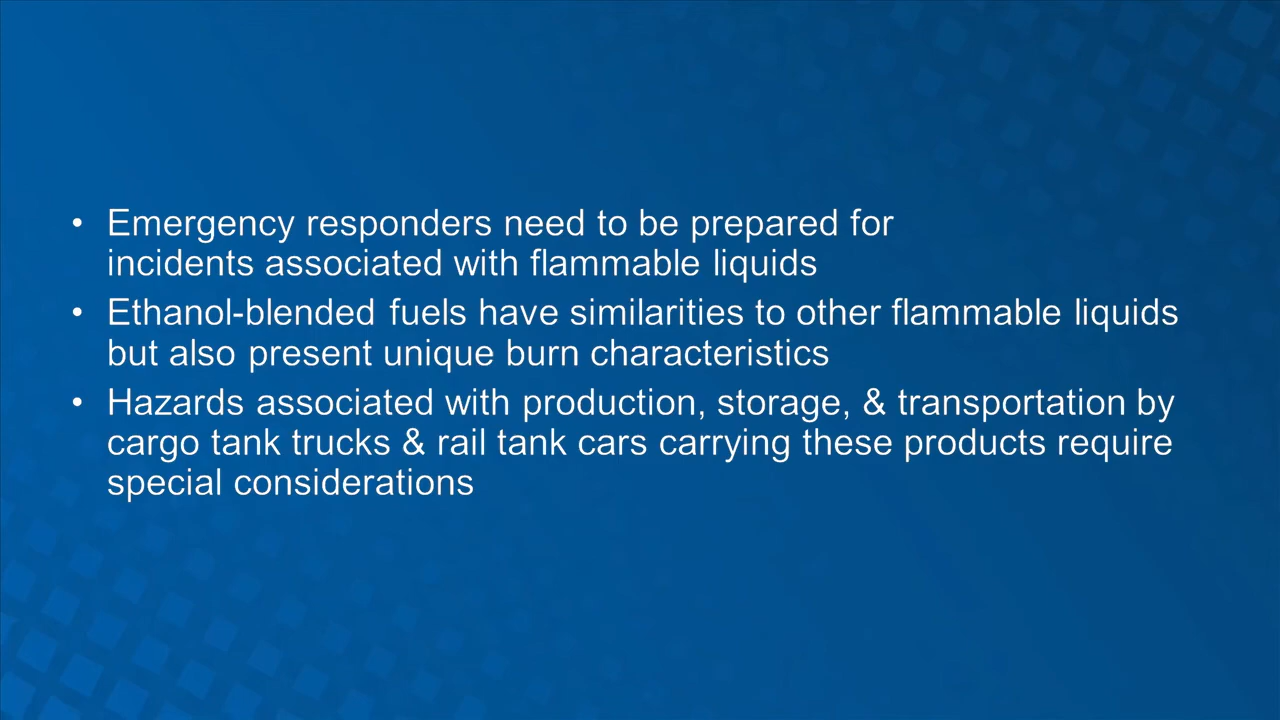 • Emergency responders need to be prepared for
incidents associated with flammable liquids
• Ethanol-blended fuels have similarities to other flammable liquids
but also present unique burn characteristics
• Hazards associated with production, storage, & transportation by
cargo tank trucks & rail tank cars carrying these products require
special considerations